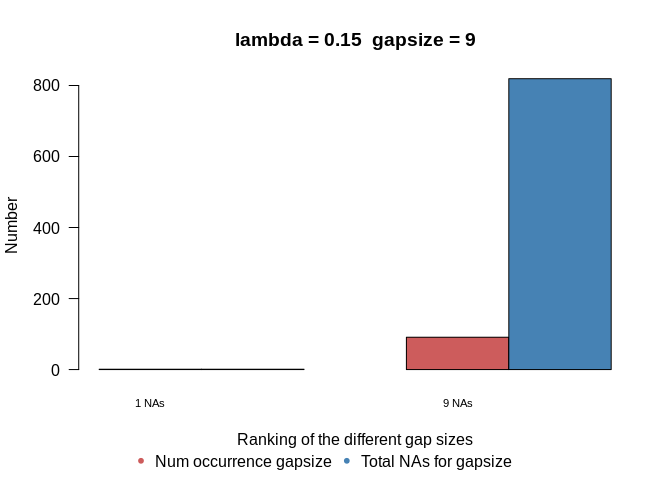 lambda = 0.15  gapsize = 9
Number
800
600
400
200
0
1 NAs
9 NAs
Ranking of the different gap sizes
Num occurrence gapsize
Total NAs for gapsize